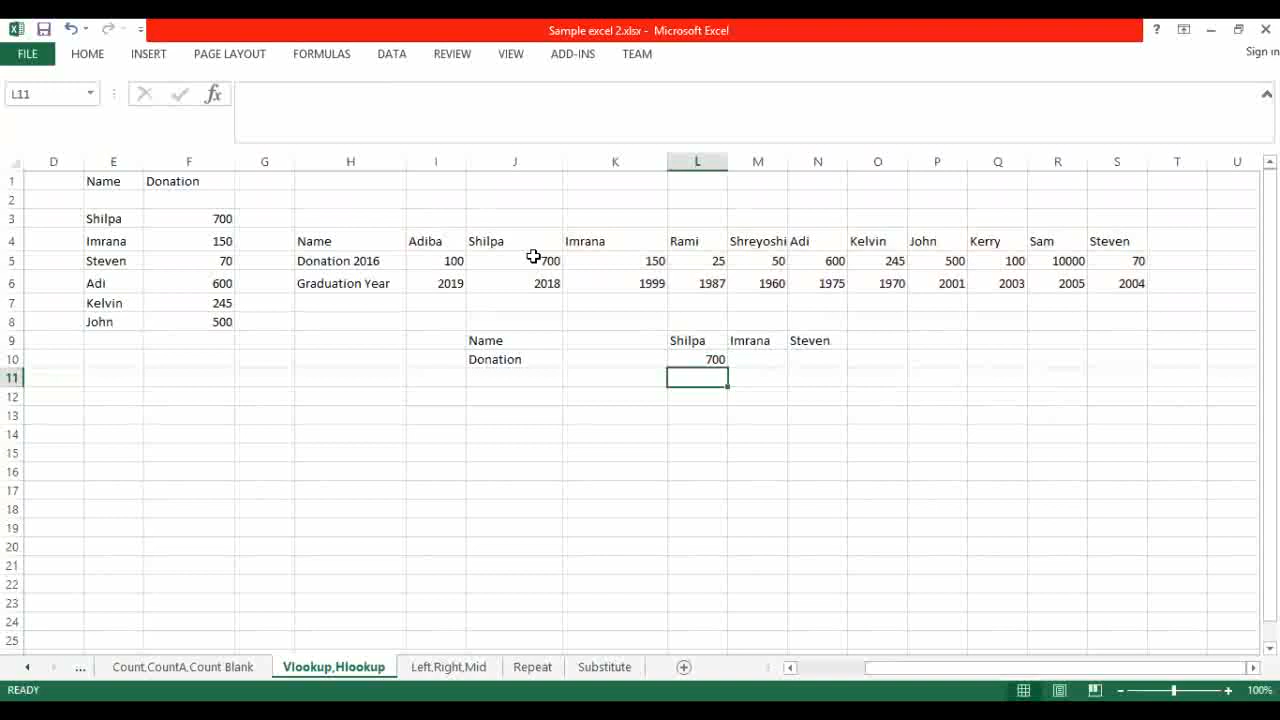 Sample excel 2.xlsx - Microsoft Excel
?
Sign in
FILE HOME INSERT PAGE LAYOUT FORMULAS DATA REVIEW VIEW ADD-INS TEAM
L11 fx
D E F G H I J K L M N O P Q R S T U
1 Name Donation
2
3 Shilpa 700
4 Imrana 150 Name Adiba Shilpa Imrana Rami Shreyoshi Adi Kelvin John Kerry Sam Steven
5 Steven 70 Donation 2016 100 700 150 25 50 600 245 500 100 10000 70
6 Adi 600 Graduation Year 2019 2018 1999 1987 1960 1975 1970 2001 2003 2005 2004
7 Kelvin 245
8 John 500
9 Name Shilpa Imrana Steven
10 Donation 700
11
12
13
14
15
16
17
18
19
20
21
22
23
24
25
... Count,CountA,Count Blank Vlookup,Hlookup Left,Right,Mid Repeat Substitute
READY 100%